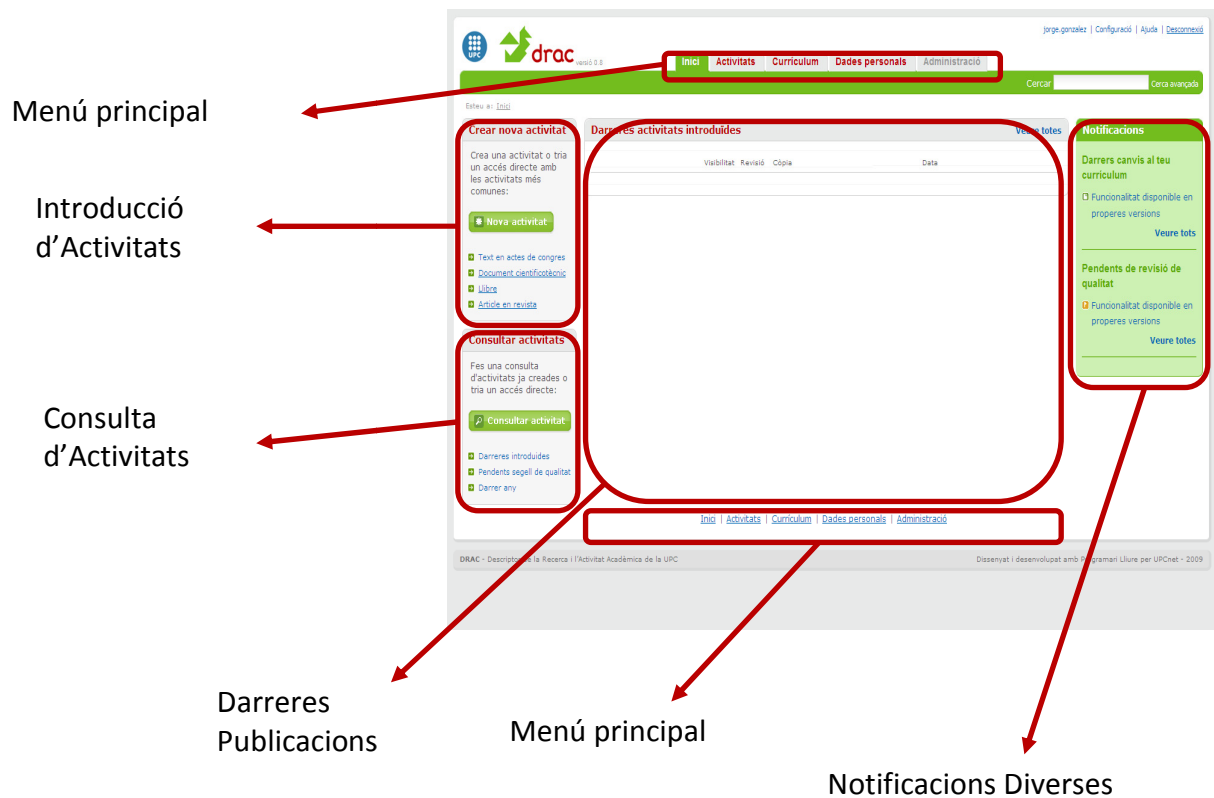 jorge.gonzalez | Configuració | Ajuda | Desconnexió
UPC
drac versió 0.8
Inici Activitats Currículum Dades personals Administració
Cercar Cerca avançada
Menú principal
Esteu a: Inici
Crear nova activitat
Crea una activitat o tria
un accés directe amb
les activitats més
comunes:
Nova activitat
Text en actes de congres
Document cientificotècnic
Llibre
Article en revista
Introducció
d’Activitats
Consultar activitats
Fes una consulta
d'activitats ja creades o
tria un accés directe:
Consultar activitat
Darreres introduides
Pendents segell de qualitat
Darrer any
Consulta
d’Activitats
Darreres activitats introduïdes Veure totes
Visibilitat Revisió Còpia Data
Notificacions
Darrers canvis al teu
currículum
Funcionalitat disponible en
properes versions
Veure tots
Pendents de revisió de
qualitat
Funcionalitat disponible en
properes versions
Veure totes
Inici | Activitats | Currículum | Dades personals | Administració
DRAC - Descriptor de la Recerca i l'Activitat Acadèmica de la UPC
Dissenyat i desenvolupat amb Programari Lliure per UPCnet - 2009
Darreres
Publicacions
Menú principal
Notificacions Diverses